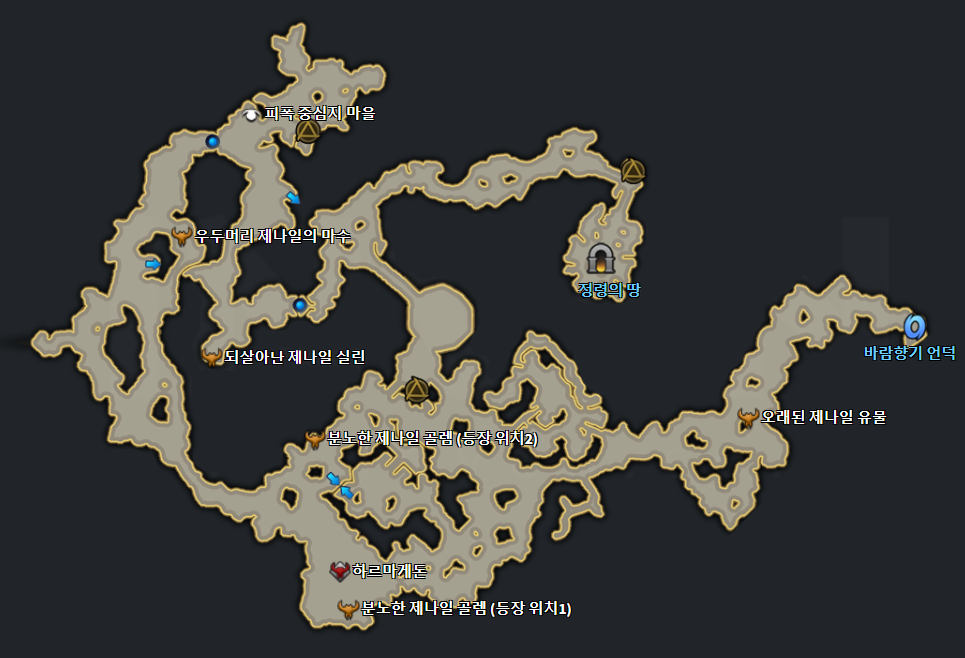 피폭 중심지 마을
우두머리 제나일의 마수
정령의 땅
되살아난 제나일 실린
바람향기 언덕
오래된 제나일 유물
분노한 제나일 골렘 (등장 위치2)
하르마게돈
분노한 제나일 골렘 (등장 위치1)